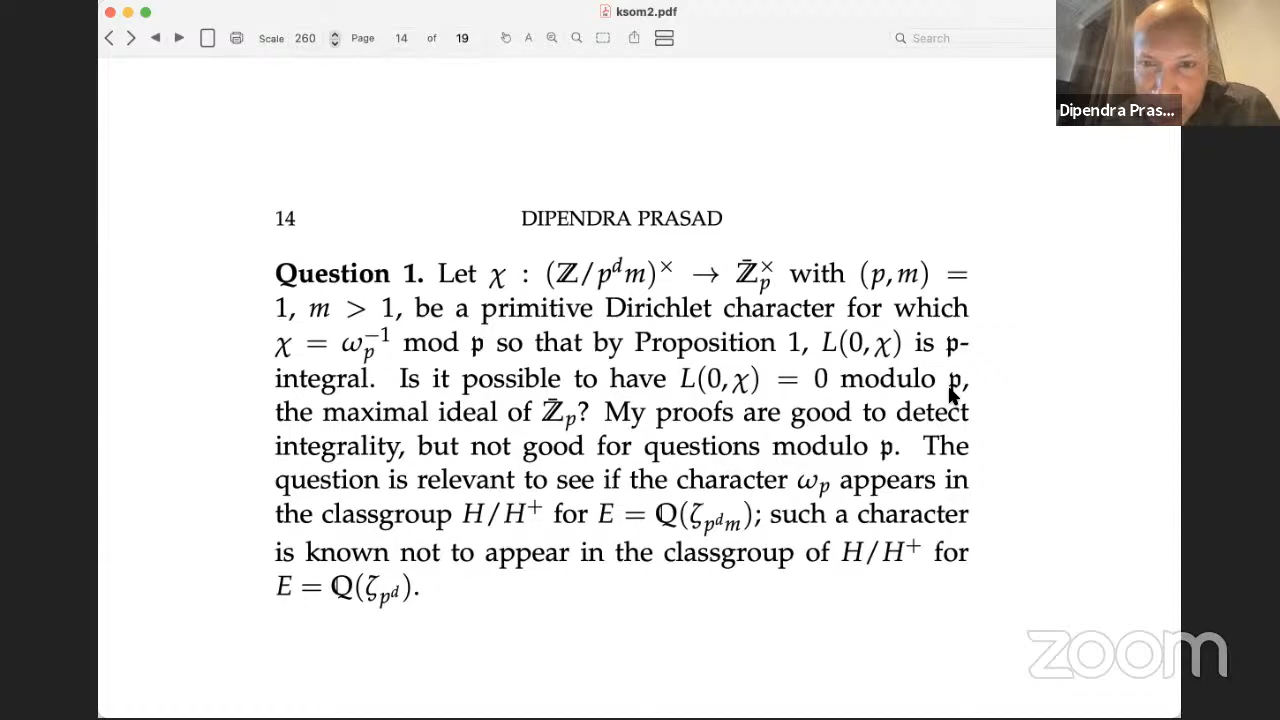 ksom2.pdf
Scale 260 Page 14 of 19 A Search
Dipendra Pras...
14 DIPENDRA PRASAD
Question 1. Let χ : (ℤ/p^d m)^× → ℤ̄_p^× with (p, m) =
1, m > 1, be a primitive Dirichlet character for which
χ = ω_p^{-1} mod 𝔭 so that by Proposition 1, L(0, χ) is 𝔭-
integral. Is it possible to have L(0, χ) = 0 modulo 𝔭,
the maximal ideal of ℤ̄_p? My proofs are good to detect
integrality, but not good for questions modulo 𝔭. The
question is relevant to see if the character ω_p appears in
the classgroup H/H^+ for E = ℚ(ζ_{p^d m}); such a character
is known not to appear in the classgroup of H/H^+ for
E = ℚ(ζ_{p^d}).
zoom